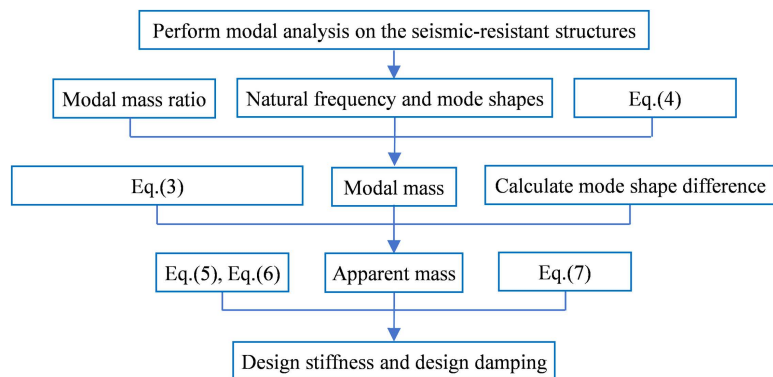 Perform modal analysis on the seismic-resistant structures
Modal mass ratio
Natural frequency and mode shapes
Eq.(4)
Eq.(3)
Modal mass
Calculate mode shape difference
Eq.(5), Eq.(6)
Apparent mass
Eq.(7)
Design stiffness and design damping